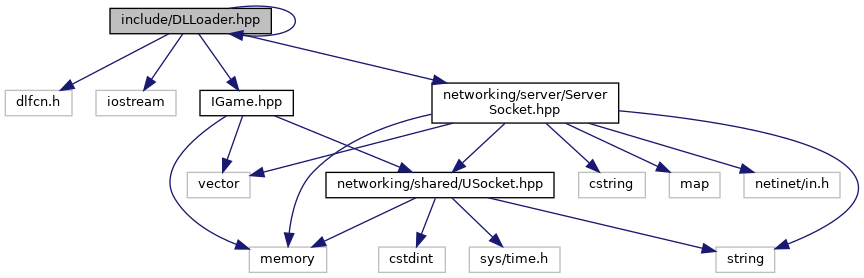 include/DLLoader.hpp
dlfcn.h
iostream
IGame.hpp
networking/server/Server
Socket.hpp
vector
networking/shared/USocket.hpp
cstring
map
netinet/in.h
memory
cstdint
sys/time.h
string